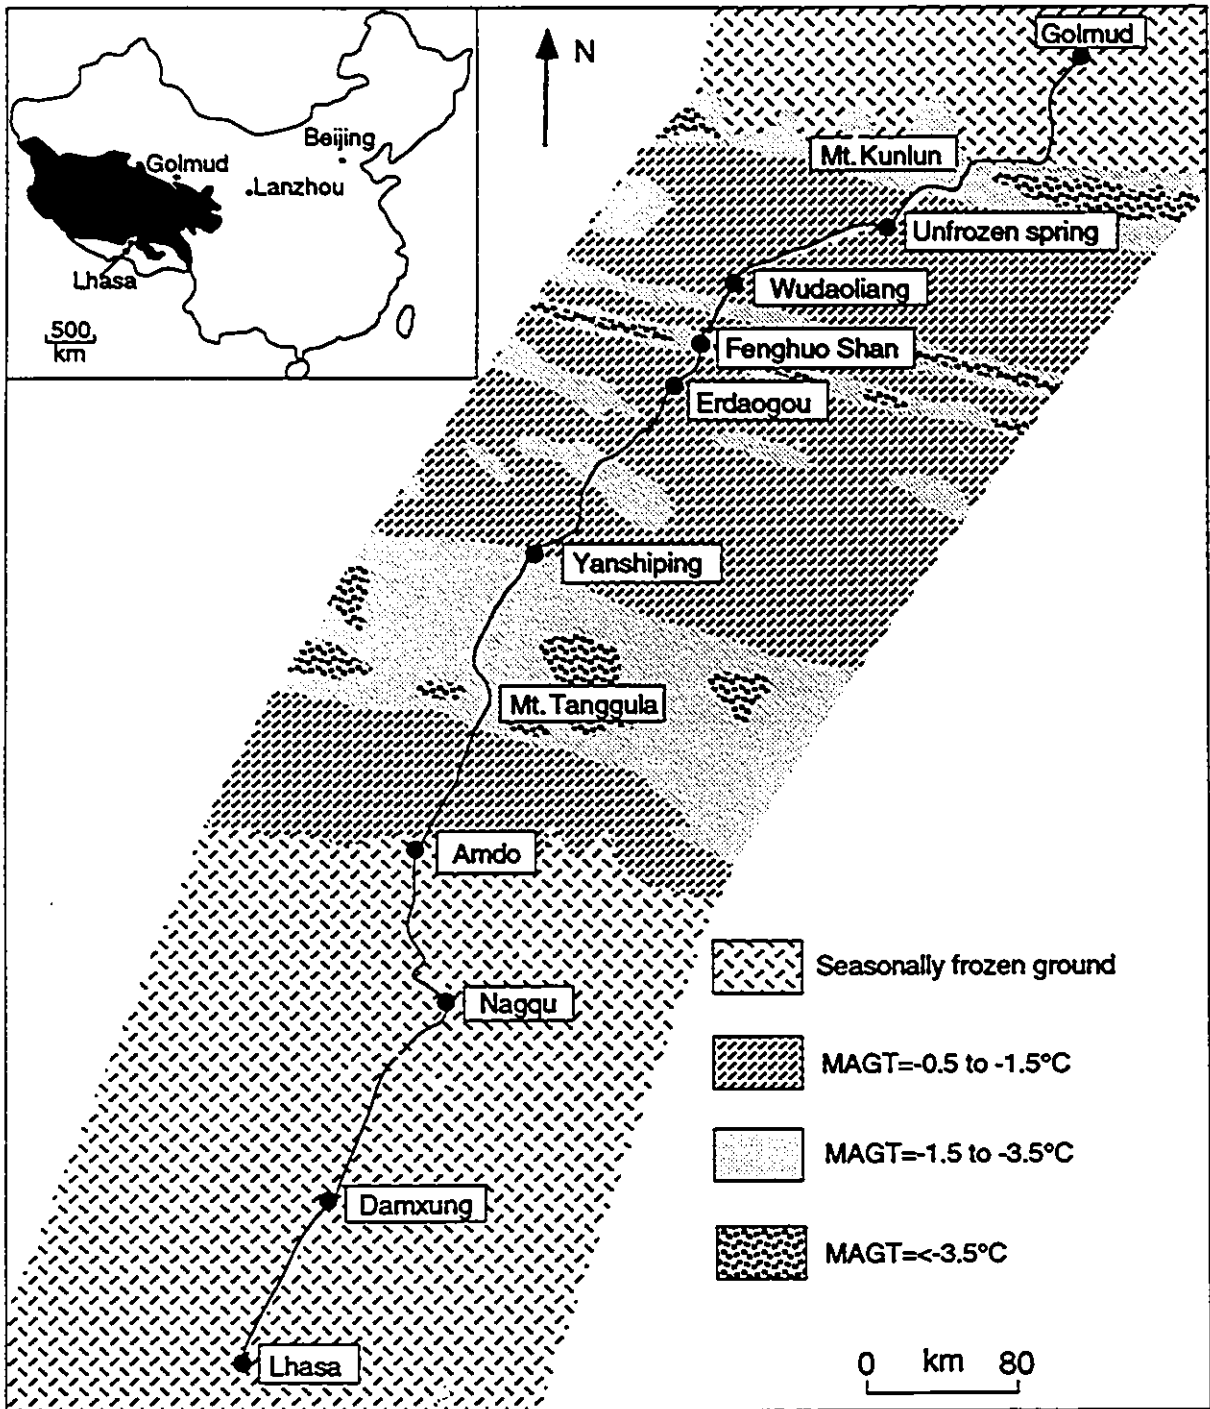 Golmud
N
Beijing
Golmud
Lanzhou
Mt. Kunlun
Unfrozen spring
Lhasa
Wudaoliang
500
km
Fenghuo Shan
Erdaogou
Yanshiping
Mt. Tanggula
Amdo
Seasonally frozen ground
Nagqu
MAGT=-0.5 to -1.5°C
MAGT=-1.5 to -3.5°C
Damxung
MAGT=<-3.5°C
Lhasa
0 km 80